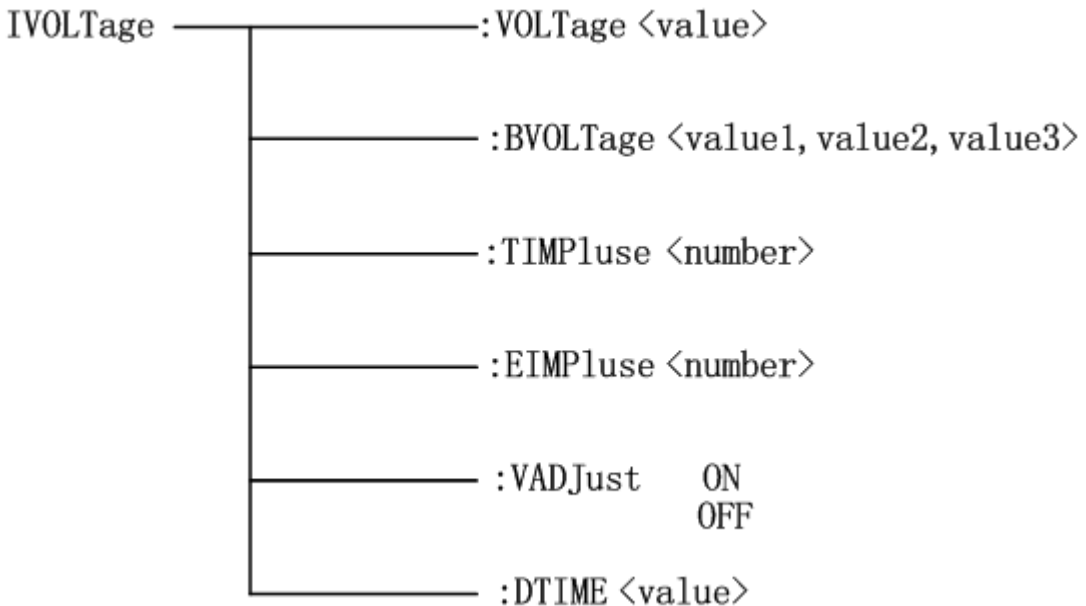 IVOLTage :VOLTage <value>
:BVOLTage <value1, value2, value3>
:TIMPluse <number>
:EIMPluse <number>
:VADJust ON
OFF
:DTIME <value>